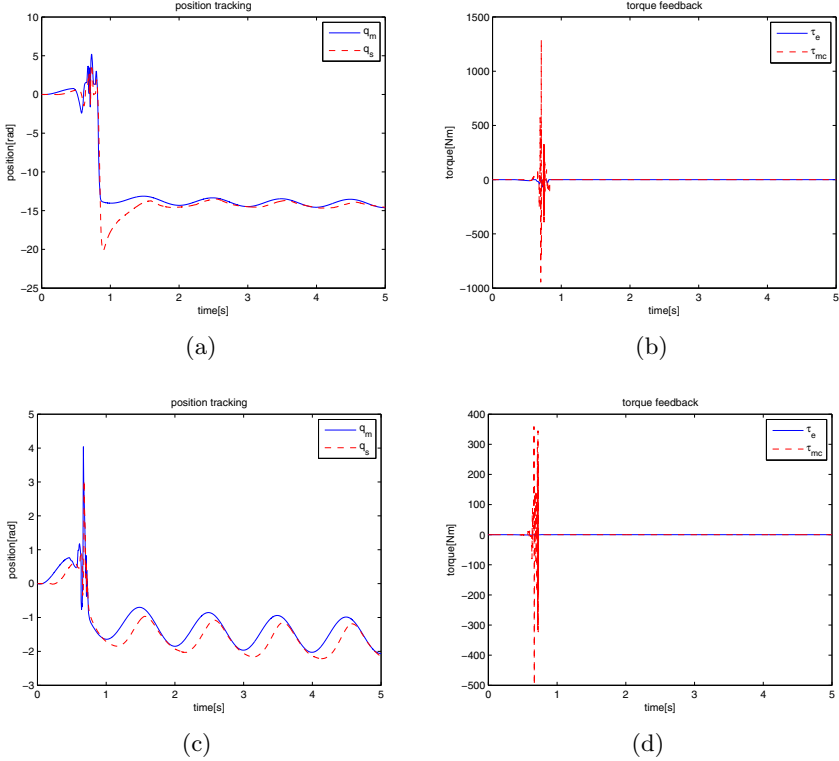 position tracking
10
5
0
−5
−10
−15
−20
−25
position[rad]
0 1 2 3 4 5
time[s]
q_m
q_s
(a)
torque feedback
1500
1000
500
0
−500
−1000
torque[Nm]
0 1 2 3 4 5
time[s]
τ_e
τ_mc
(b)
position tracking
5
4
3
2
1
0
−1
−2
−3
position[rad]
0 1 2 3 4 5
time[s]
q_m
q_s
(c)
torque feedback
400
300
200
100
0
−100
−200
−300
−400
−500
torque[Nm]
0 1 2 3 4 5
time[s]
τ_e
τ_mc
(d)